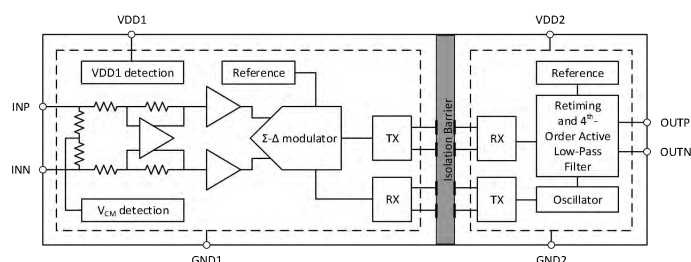 VDD1
VDD2
VDD1 detection
Reference
Reference
INP
INN
Σ-Δ modulator
TX
RX
Isolation Barrier
RX
TX
Retiming
and 4th-
Order Active
Low-Pass
Filter
OUTP
OUTN
VCM detection
Oscillator
GND1
GND2